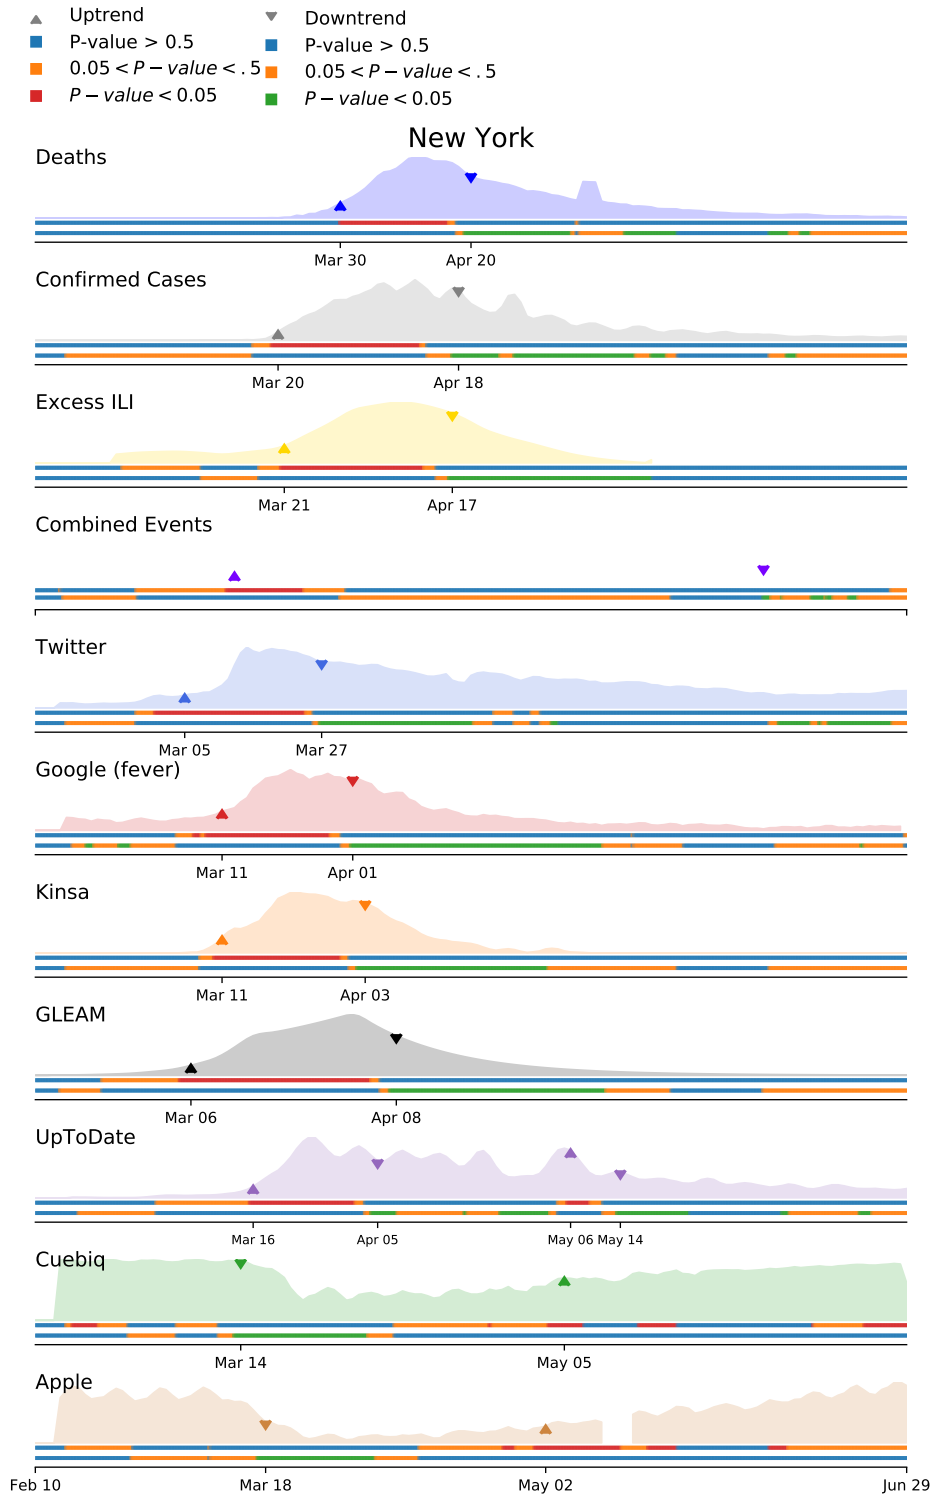 Uptrend
P-value > 0.5
0.05 < P − value < .5
P − value < 0.05
Downtrend
P-value > 0.5
0.05 < P − value < .5
P − value < 0.05
New York
Deaths
Mar 30 Apr 20
Confirmed Cases
Mar 20 Apr 18
Excess ILI
Mar 21 Apr 17
Combined Events
Twitter
Mar 05 Mar 27
Google (fever)
Mar 11 Apr 01
Kinsa
Mar 11 Apr 03
GLEAM
Mar 06 Apr 08
UpToDate
Mar 16 Apr 05 May 06 May 14
Cuebiq
Mar 14 May 05
Apple
Feb 10 Mar 18 May 02 Jun 29